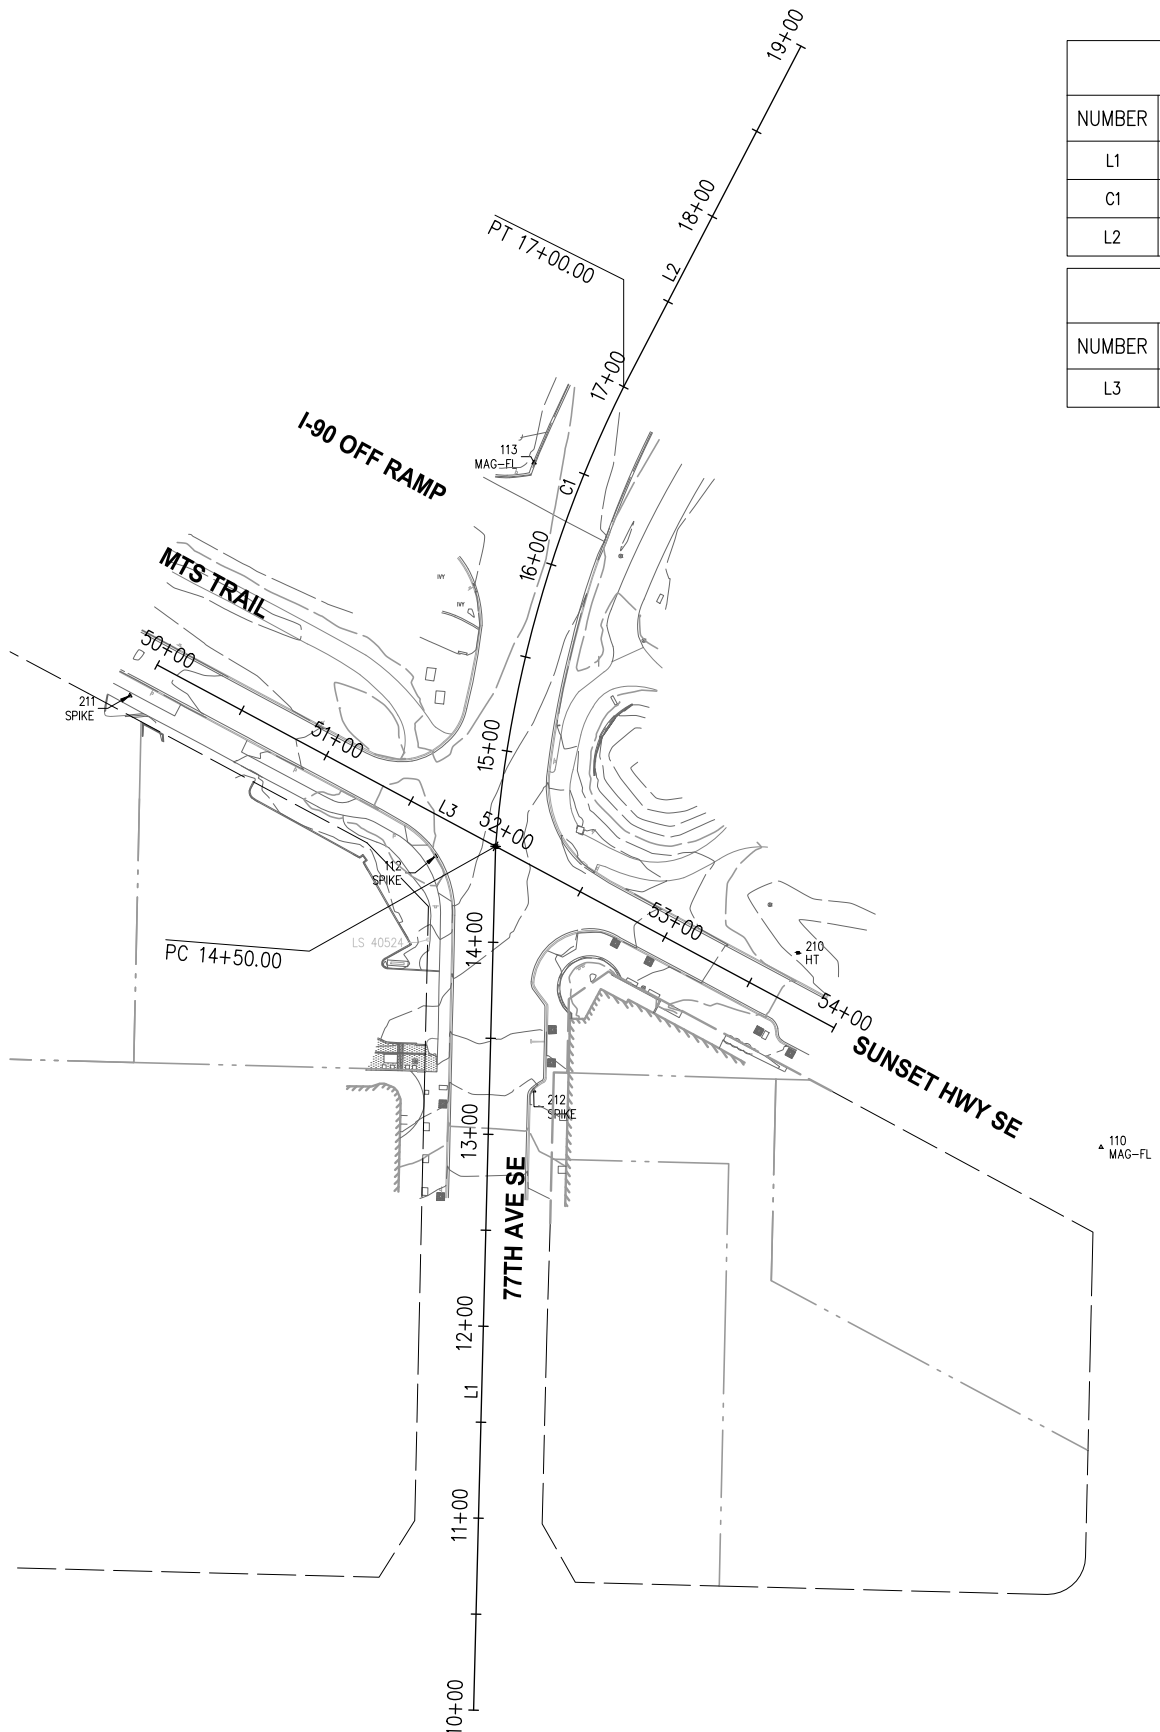 19+00
NUMBER
L1
C1
L2
NUMBER
L3
18+00
PT 17+00.00
L2
17+00
I-90 OFF RAMP
113
MAG-FL
C1
16+00
MTS TRAIL
IVY
IVY
50+00
211
SPIKE
51+00
15+00
L3
52+00
112
SPIKE
53+00
LS 40524
14+00
PC 14+50.00
210
HT
54+00
SUNSET HWY SE
212
SPIKE
13+00
110
MAG-FL
77TH AVE SE
12+00
L1
11+00
10+00